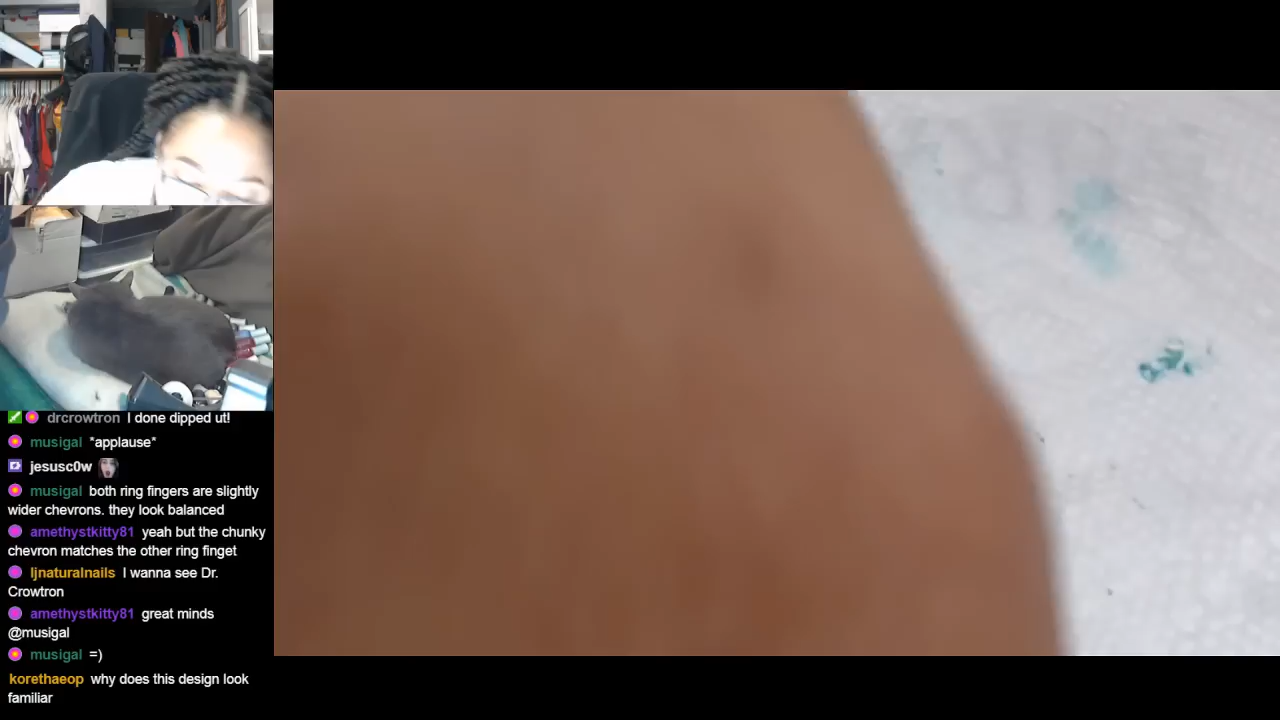 drcrowtron I done dipped ut!
musigal *applause*
jesusc0w
musigal both ring fingers are slightly
wider chevrons. they look balanced
amethystkitty81 yeah but the chunky
chevron matches the other ring finget
ljnaturalnails I wanna see Dr.
Crowtron
amethystkitty81 great minds
@musigal
musigal =)
korethaeop why does this design look
familiar